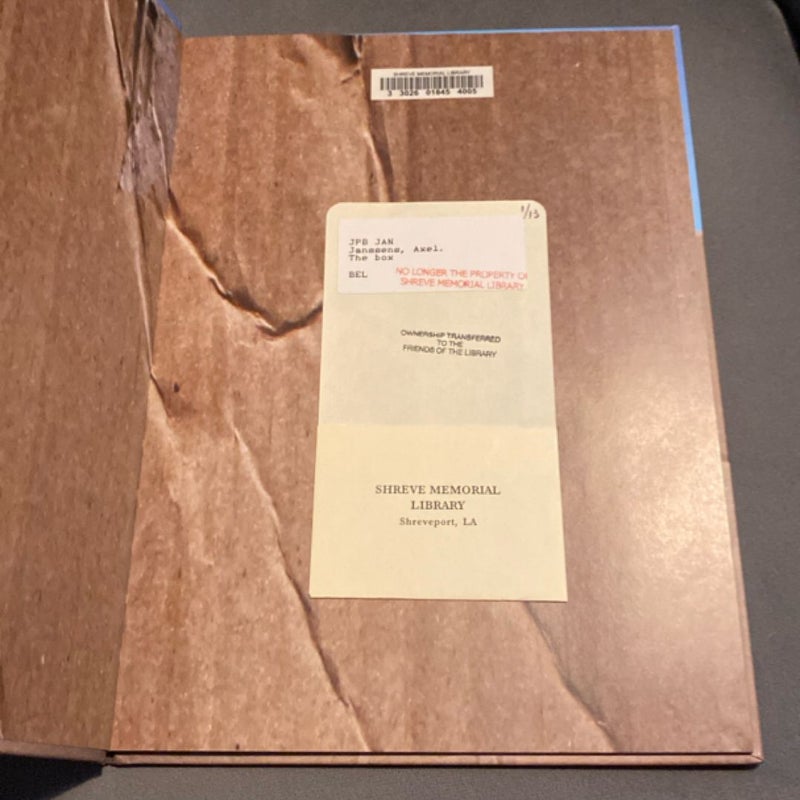 SHREVE MEMORIAL LIBRARY
3 3026 01845 4005
1/13
JPB JAN
Janssens, Axel.
The box
BEL
NO LONGER THE PROPERTY OF
SHREVE MEMORIAL LIBRARY
OWNERSHIP TRANSFERRED
TO THE
FRIENDS OF THE LIBRARY
SHREVE MEMORIAL
LIBRARY
Shreveport, LA